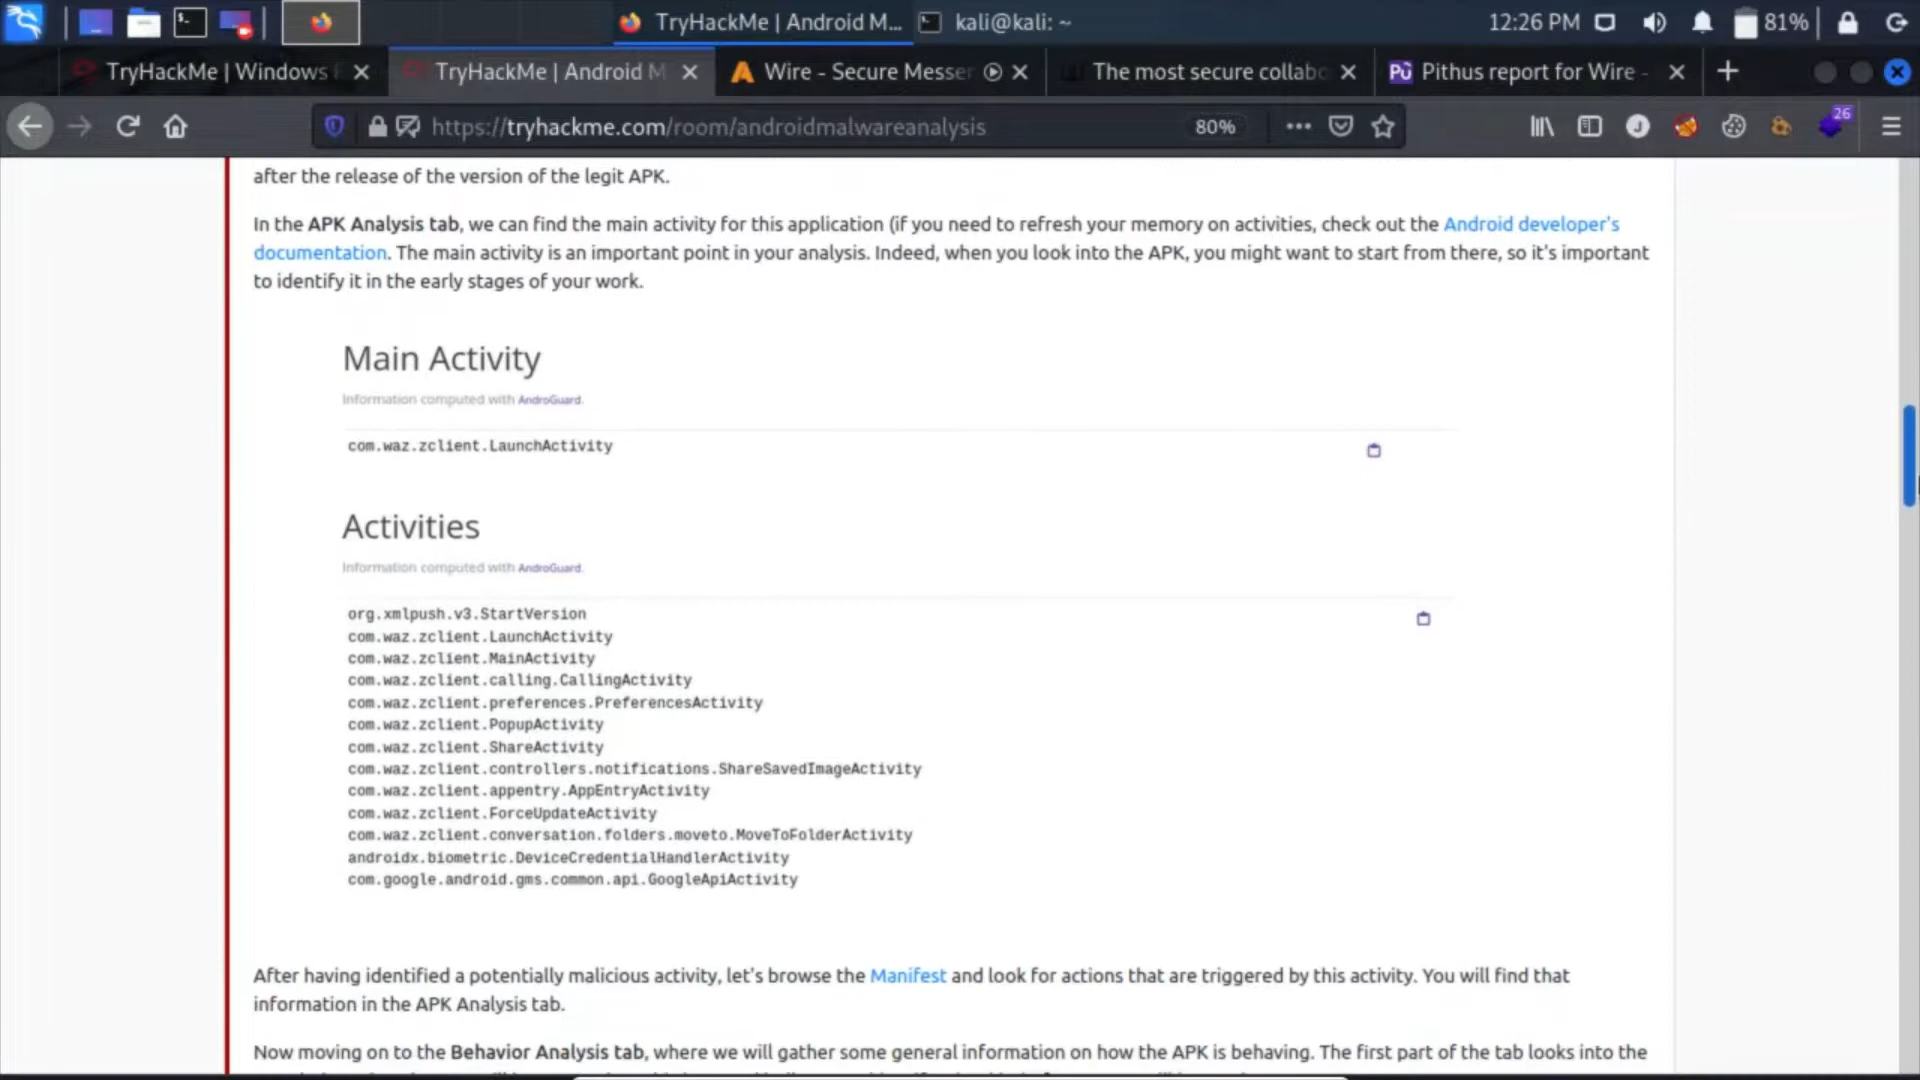 TryHackMe | Android M... kali@kali: ~ 12:26 PM 81%
TryHackMe | Windows TryHackMe | Android M Wire - Secure Messer The most secure collabo Pithus report for Wire -
https://tryhackme.com/room/androidmalwareanalysis 80% 26
after the release of the version of the legit APK.
In the APK Analysis tab, we can find the main activity for this application (if you need to refresh your memory on activities, check out the Android developer's
documentation. The main activity is an important point in your analysis. Indeed, when you look into the APK, you might want to start from there, so it's important
to identify it in the early stages of your work.
Main Activity
Information computed with AndroGuard.
com.waz.zclient.LaunchActivity
Activities
Information computed with AndroGuard.
org.xmlpush.v3.StartVersion
com.waz.zclient.LaunchActivity
com.waz.zclient.MainActivity
com.waz.zclient.calling.CallingActivity
com.waz.zclient.preferences.PreferencesActivity
com.waz.zclient.PopupActivity
com.waz.zclient.ShareActivity
com.waz.zclient.controllers.notifications.ShareSavedImageActivity
com.waz.zclient.appentry.AppEntryActivity
com.waz.zclient.ForceUpdateActivity
com.waz.zclient.conversation.folders.moveto.MoveToFolderActivity
androidx.biometric.DeviceCredentialHandlerActivity
com.google.android.gms.common.api.GoogleApiActivity
After having identified a potentially malicious activity, let's browse the Manifest and look for actions that are triggered by this activity. You will find that
information in the APK Analysis tab.
Now moving on to the Behavior Analysis tab, where we will gather some general information on how the APK is behaving. The first part of the tab looks into the